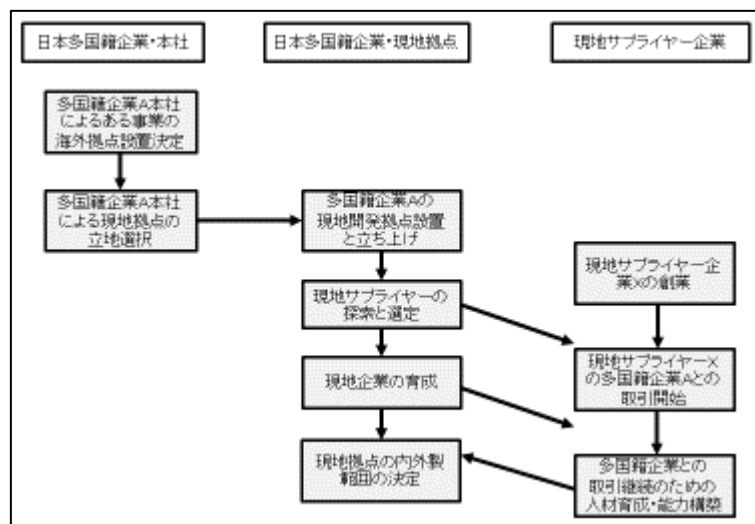 日本多国籍企業・本社
日本多国籍企業・現地拠点
現地サプライヤー企業
多国籍企業A本社
によるある事業の
海外拠点設置決定
多国籍企業A本社
による現地拠点の
立地選択
多国籍企業Aの
現地開発拠点設置
と立ち上げ
現地サプライヤーの
探索と選定
現地企業の育成
現地拠点の内外製
範囲の決定
現地サプライヤー企
業Xの創業
現地サプライヤーX
の多国籍企業Aとの
取引開始
多国籍企業との
取引継続のための
人材育成・能力構築